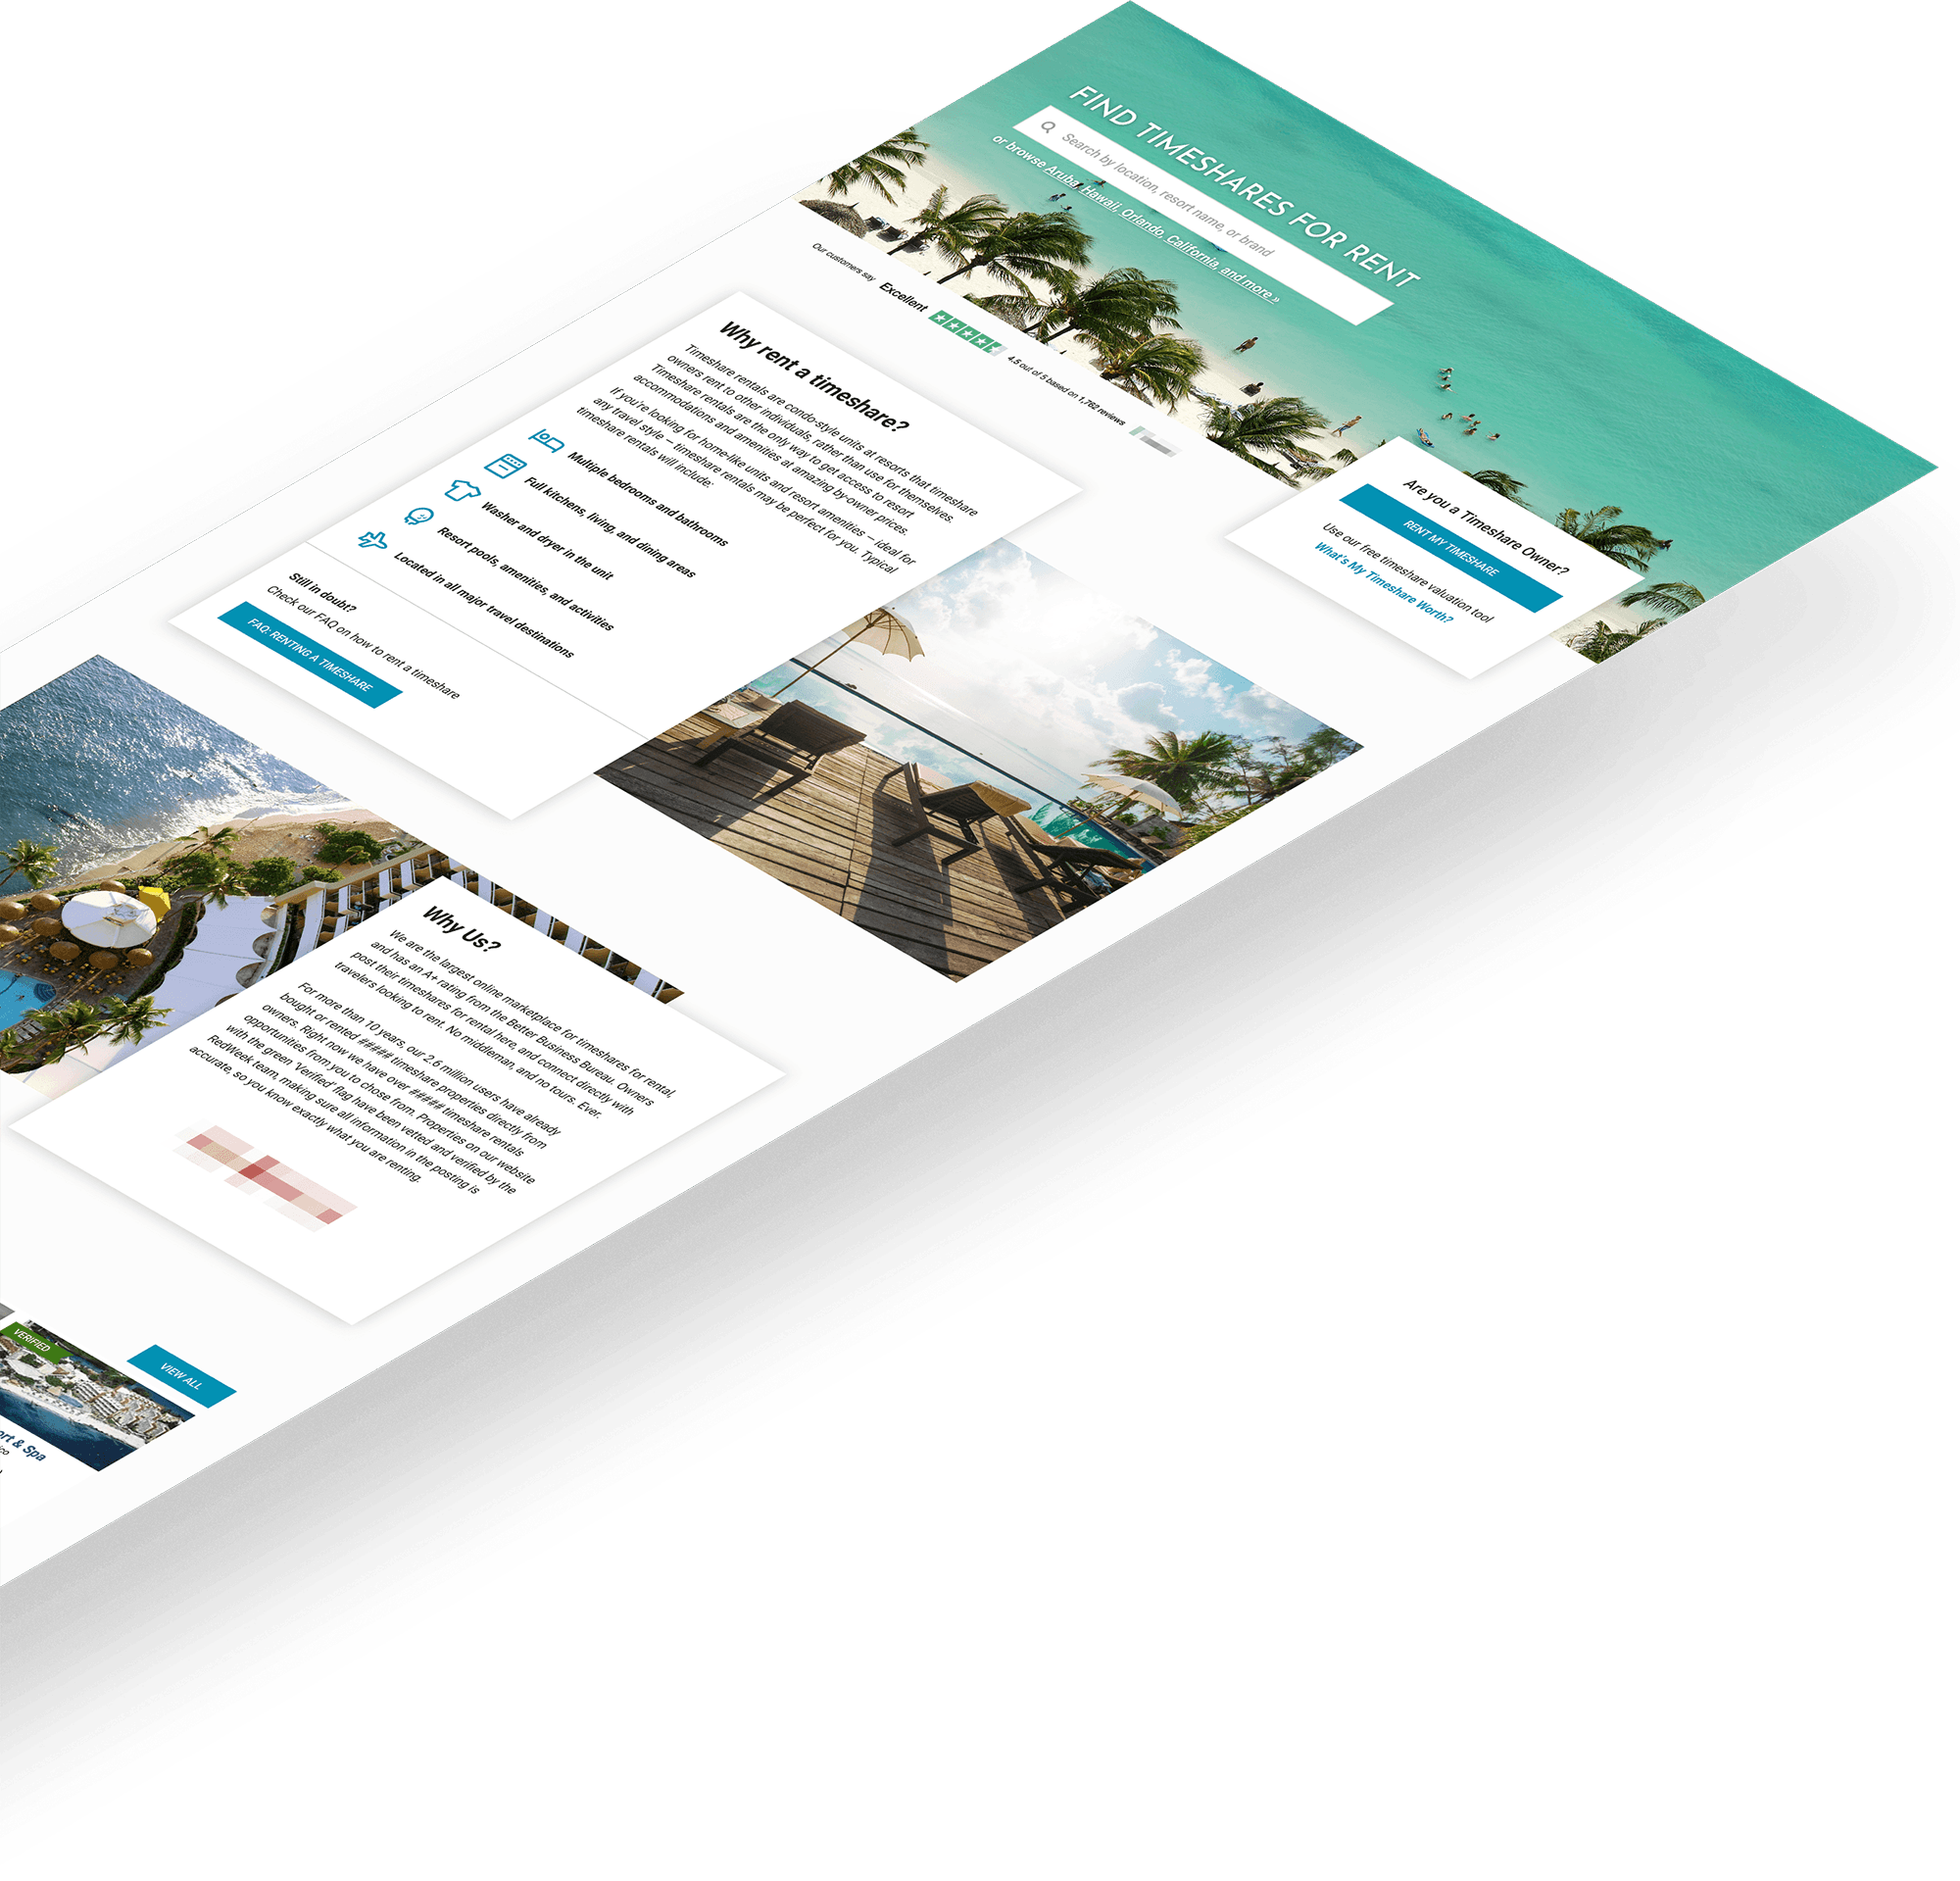 FIND TIMESHARES FOR RENT
Search by location, resort name, or brand
or browse Aruba, Hawaii, Orlando, California, and more »
Our customers say Excellent 4.5 out of 5 based on 1,762 reviews
Are you a Timeshare Owner?
RENT MY TIMESHARE
Use our free timeshare valuation tool
What's My Timeshare Worth?
Why rent a timeshare?
Timeshare rentals are condo-style units at resorts that timeshare
owners rent to other individuals, rather than use for themselves.
Timeshare rentals are the only way to get access to resort
accommodations and amenities at amazing by-owner prices.
If you're looking for home-like units and resort amenities — ideal for
any travel style — timeshare rentals may be perfect for you. Typical
timeshare rentals will include:
Multiple bedrooms and bathrooms
Full kitchens, living, and dining areas
Washer and dryer in the unit
Resort pools, amenities, and activities
Located in all major travel destinations
Still in doubt?
Check our FAQ on how to rent a timeshare
FAQ: RENTING A TIMESHARE
Why Us?
We are the largest online marketplace for timeshares for rental,
and has an A+ rating from the Better Business Bureau. Owners
post their timeshares for rental here, and connect directly with
travelers looking to rent. No middleman, and no tours. Ever.
For more than 10 years, our 2.6 million users have already
bought or rented ##### timeshare properties directly from
owners. Right now we have over ##### timeshare rentals
opportunities from you to chose from. Properties on our website
with the green 'Verified' flag have been vetted and verified by the
RedWeek team, making sure all information in the posting is
accurate, so you know exactly what you are renting.
VIEW ALL
VERIFIED
ort & Spa
ico